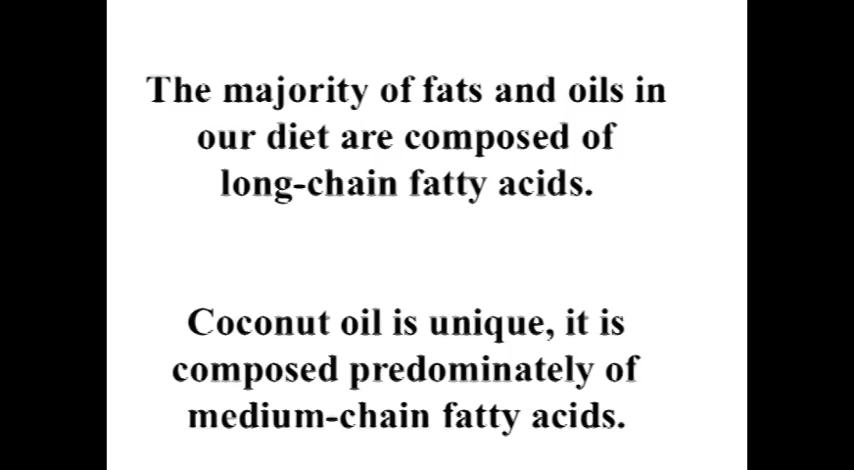 The majority of fats and oils in
our diet are composed of
long-chain fatty acids.
Coconut oil is unique, it is
composed predominately of
medium-chain fatty acids.